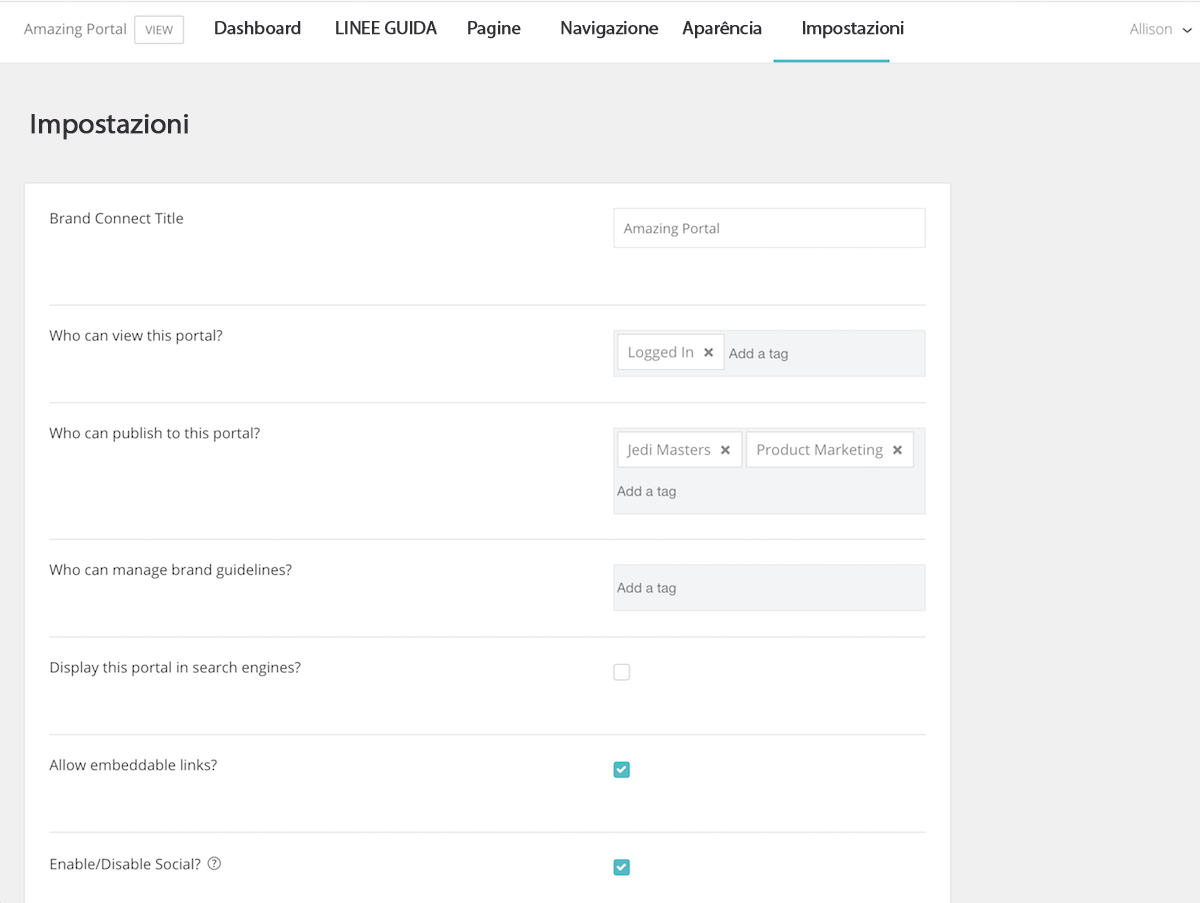 Amazing Portal VIEW Dashboard LINEE GUIDA Pagine Navigazione Aparência Impostazioni Allison
Impostazioni
Brand Connect Title Amazing Portal
Who can view this portal? Logged In Add a tag
Who can publish to this portal? Jedi Masters Product Marketing
Add a tag
Who can manage brand guidelines? Add a tag
Display this portal in search engines?
Allow embeddable links?
Enable/Disable Social? ?